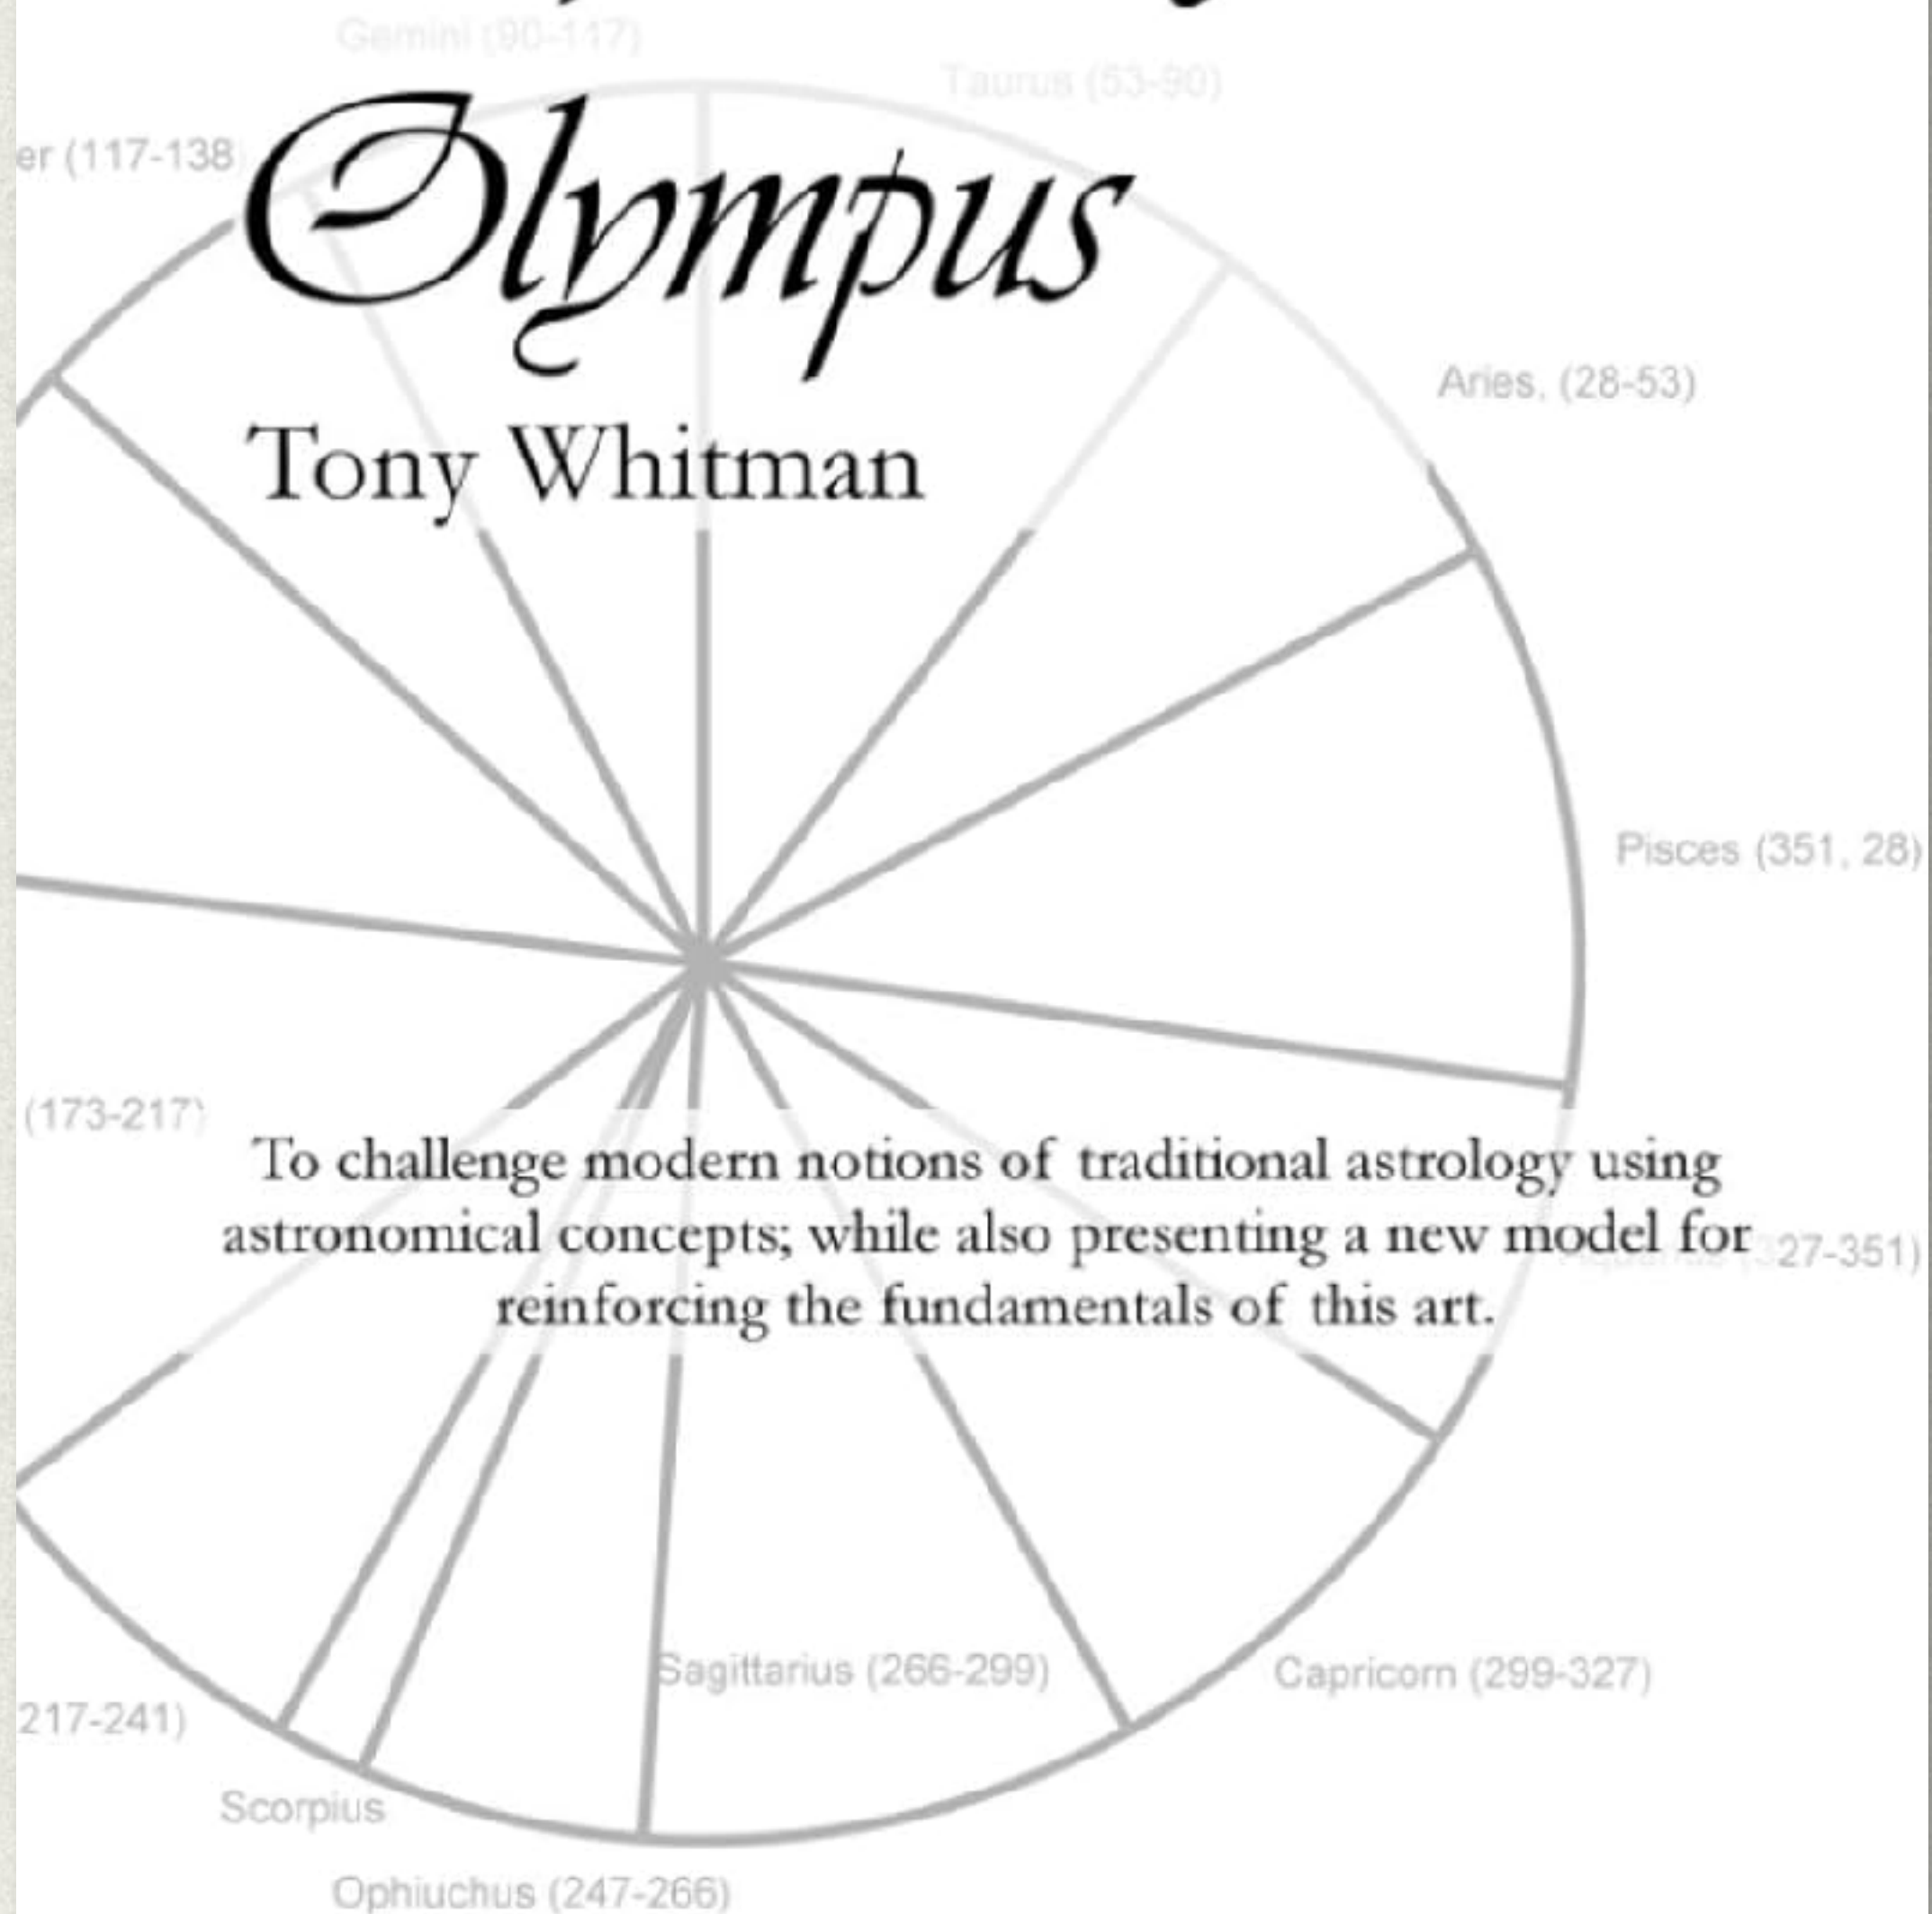 Gemini (90-117)
Taurus (53-90)
er (117-138)
Olympus
Aries, (28-53)
Tony Whitman
Pisces (351, 28)
(173-217)
To challenge modern notions of traditional astrology using
astronomical concepts; while also presenting a new model for
27-351)
reinforcing the fundamentals of this art.
Sagittarius (266-299)
Capricorn (299-327)
217-241)
Scorpius
Ophiuchus (247-266)